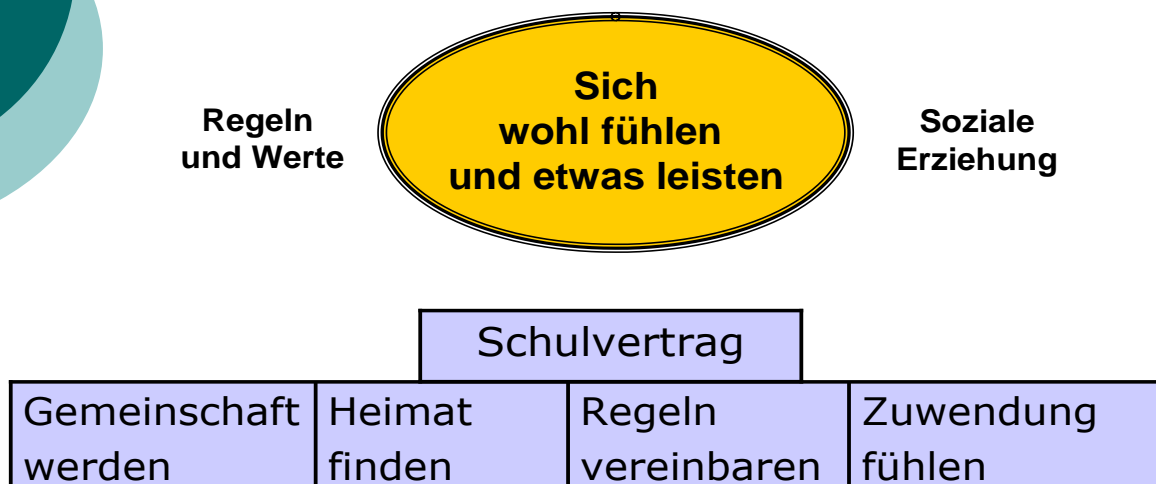 Regeln
und Werte
Sich
wohl fühlen
und etwas leisten
Soziale
Erziehung
Schulvertrag
Gemeinschaft
werden
Heimat
finden
Regeln
vereinbaren
Zuwendung
fühlen